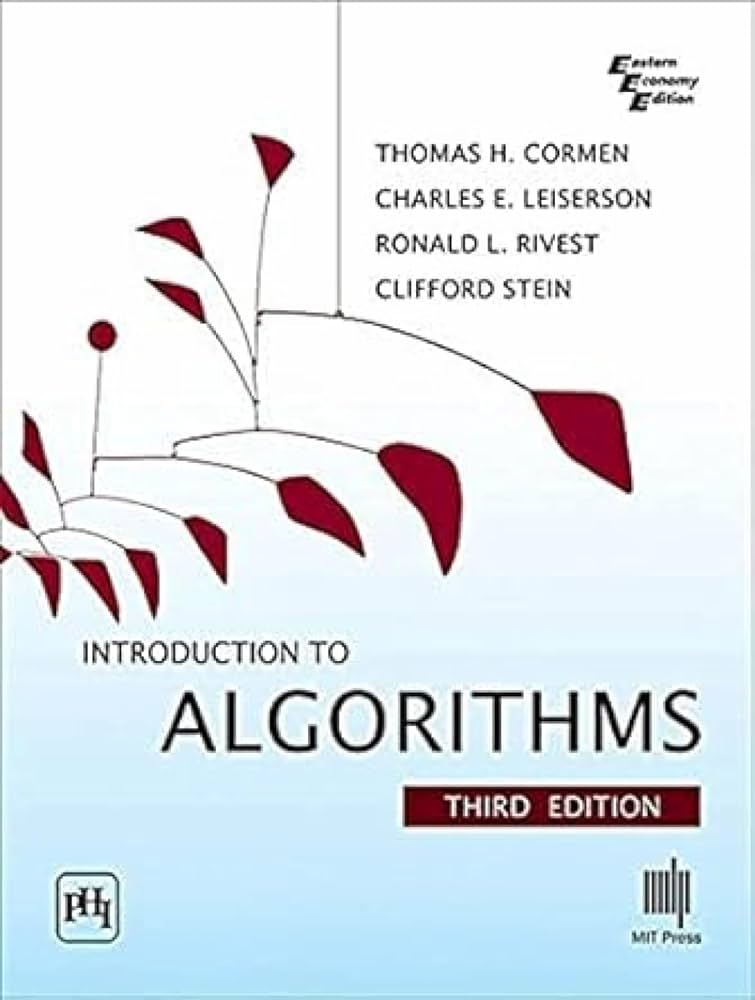 Eastern
Economy
Edition
THOMAS H. CORMEN
CHARLES E. LEISERSON
RONALD L. RIVEST
CLIFFORD STEIN
INTRODUCTION TO
ALGORITHMS
THIRD EDITION
PHI
MIT Press